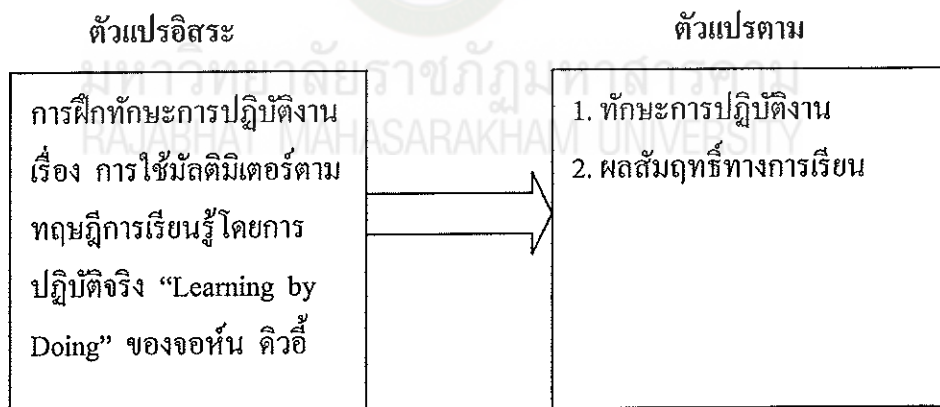 ตัวแปรอิสระ
ตัวแปรตาม
มหาวิทยาลัยราชภัฏมหาสารคาม
RAJABHAT MAHASARAKHAM UNIVERSITY
การฝึกทักษะการปฏิบัติงาน
เรื่อง การใช้มัลติมิเตอร์ตาม
ทฤษฎีการเรียนรู้โดยการ
ปฏิบัติจริง “Learning by
Doing” ของจอห์น ดิวอี้
1. ทักษะการปฏิบัติงาน
2. ผลสัมฤทธิ์ทางการเรียน